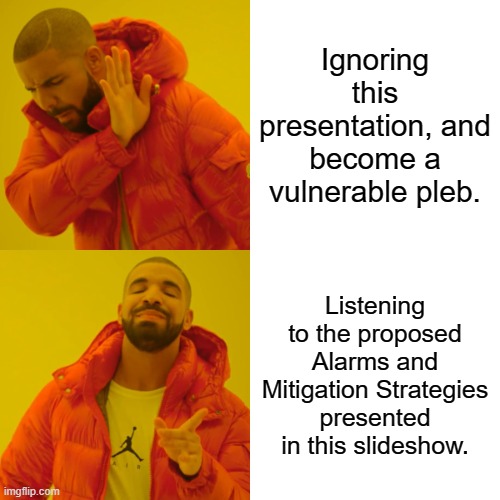 Ignoring
this
presentation, and
become a
vulnerable pleb.
Listening
to the proposed
Alarms and
Mitigation Strategies
presented
in this slideshow.
AIR
imgflip.com